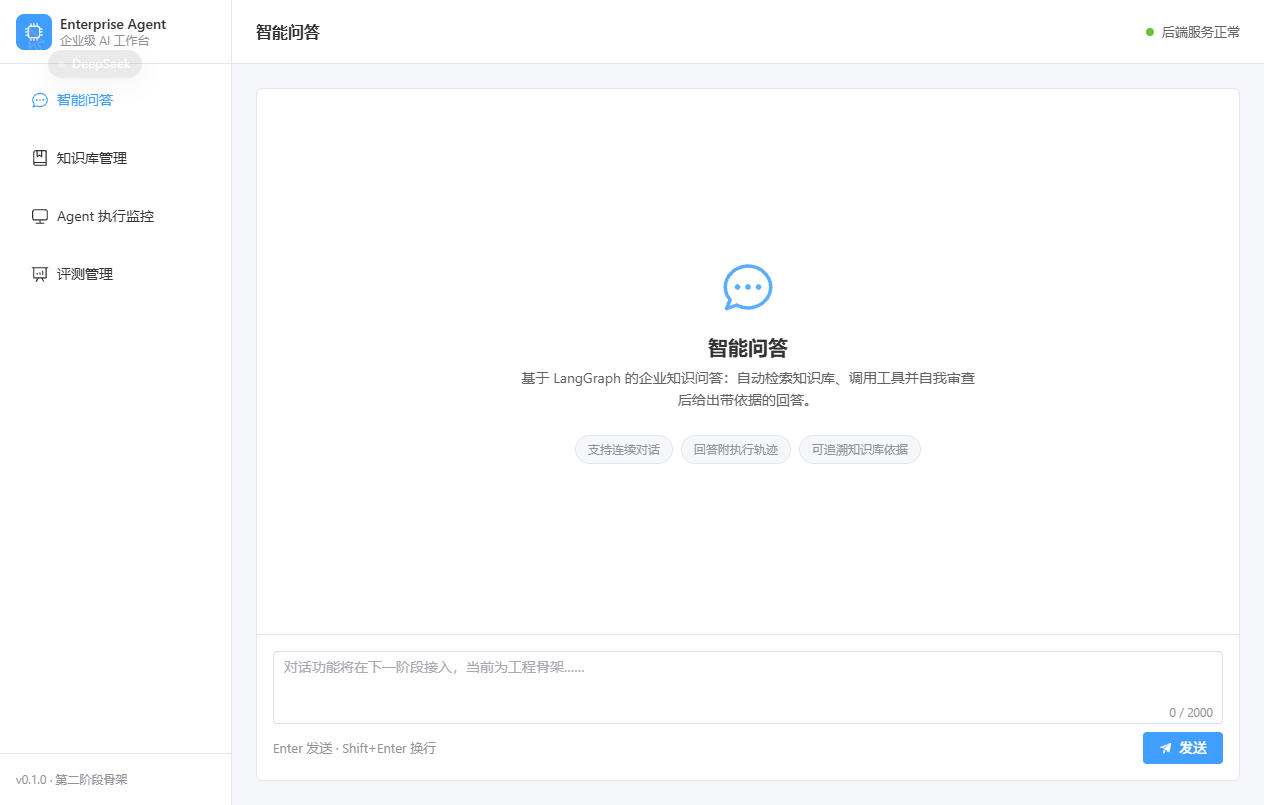 Enterprise Agent
企业级 AI 工作台
DeepSeek
智能问答
知识库管理
Agent 执行监控
评测管理
v0.1.0 · 第二阶段骨架
智能问答
后端服务正常
智能问答
基于 LangGraph 的企业知识问答：自动检索知识库、调用工具并自我审查
后给出带依据的回答。
支持连续对话
回答附执行轨迹
可追溯知识库依据
对话功能将在下一阶段接入，当前为工程骨架......
0 / 2000
Enter 发送 · Shift+Enter 换行
发送